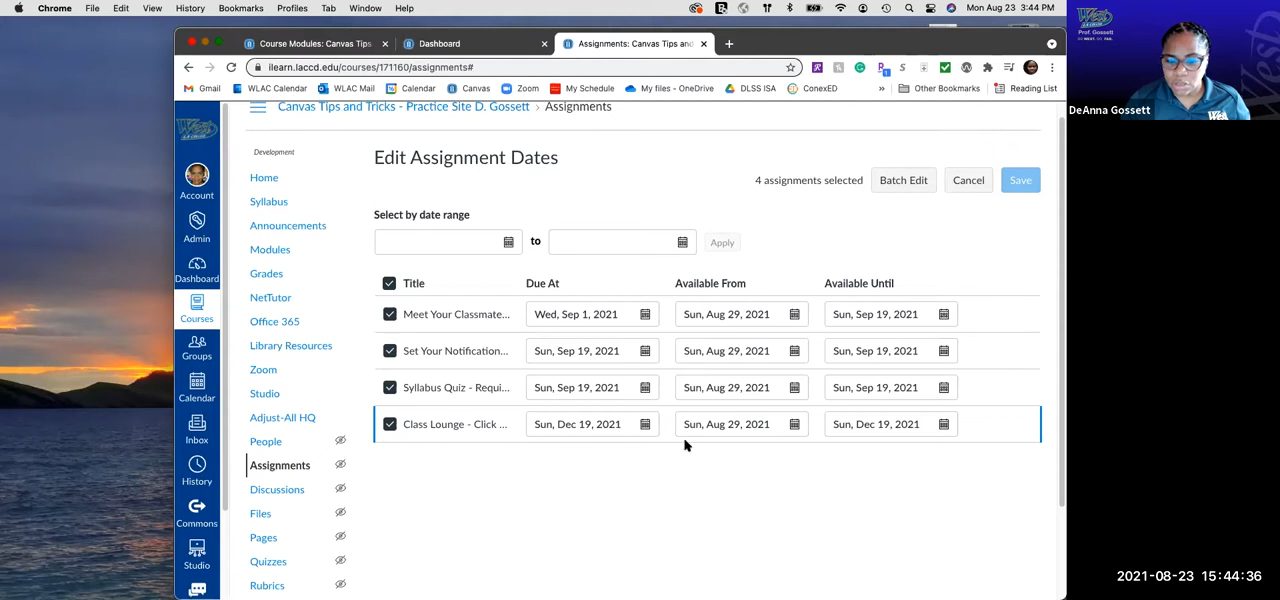 Chrome File Edit View History Bookmarks Profiles Tab Window Help
Mon Aug 23 3:44 PM
Course Modules: Canvas Tips
Dashboard
Assignments: Canvas Tips and
ilearn.laccd.edu/courses/171160/assignments#
Gmail WLAC Calendar WLAC Mail Calendar Canvas Zoom My Schedule My files - OneDrive DLSS ISA ConexED » Other Bookmarks Reading List
West
Prof. Gossett
DeAnna Gossett
Canvas Tips and Tricks - Practice Site D. Gossett › Assignments
Account
Admin
Dashboard
Courses
Groups
Calendar
Inbox
History
Commons
Studio
Development
Home
Syllabus
Announcements
Modules
Grades
NetTutor
Office 365
Library Resources
Zoom
Studio
Adjust-All HQ
People
Assignments
Discussions
Files
Pages
Quizzes
Rubrics
Edit Assignment Dates
4 assignments selected Batch Edit Cancel Save
Select by date range
to Apply
Title Due At Available From Available Until
Meet Your Classmate... Wed, Sep 1, 2021 Sun, Aug 29, 2021 Sun, Sep 19, 2021
Set Your Notification... Sun, Sep 19, 2021 Sun, Aug 29, 2021 Sun, Sep 19, 2021
Syllabus Quiz - Requi... Sun, Sep 19, 2021 Sun, Aug 29, 2021 Sun, Sep 19, 2021
Class Lounge - Click ... Sun, Dec 19, 2021 Sun, Aug 29, 2021 Sun, Dec 19, 2021
2021-08-23 15:44:36